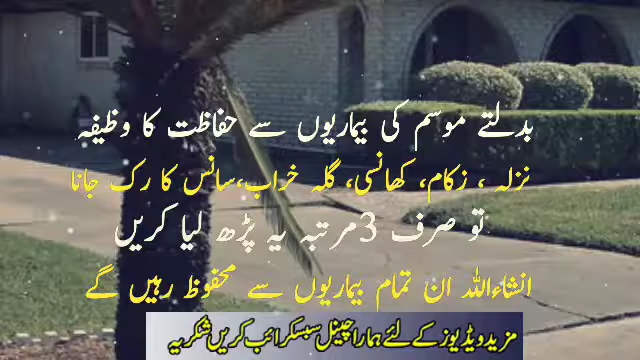 بدلتے موسم کی بیماریوں سے حفاظت کا وظیفہ
نزلہ ، زکام، کھانسی، گلہ خراب،سانس کا رک جانا
تو صرف 3مرتبہ یہ پڑھ لیا کریں
انشاءاللہ ان تمام بیماریوں سے محفوظ رہیں گے
مزید ویڈیوز کے لئے ہمارا چینل سبسکرائب کریں شکریہ